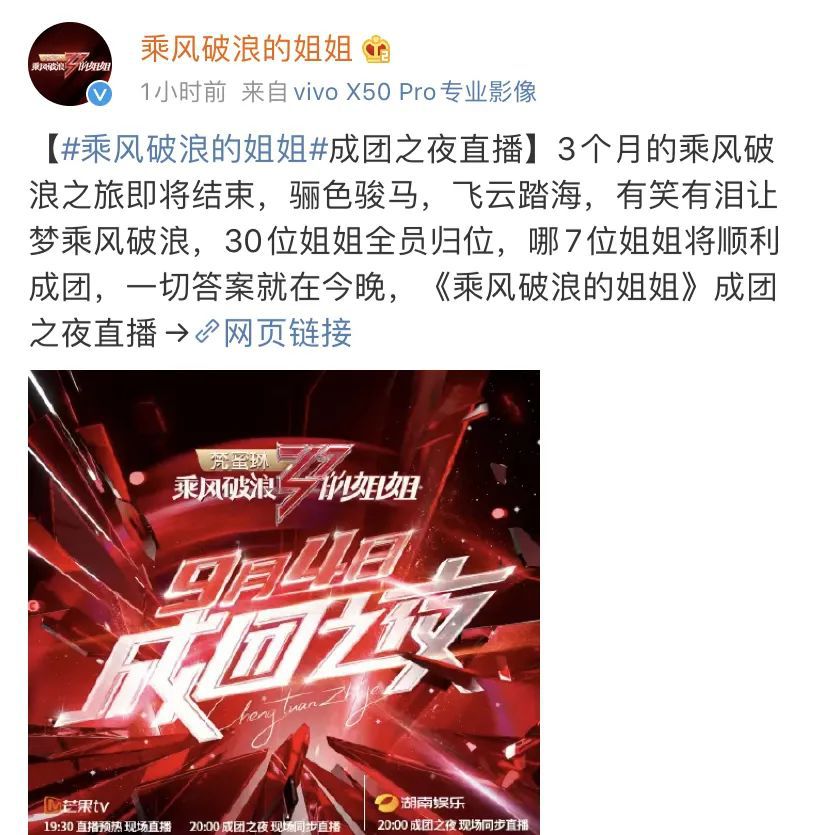 乘风破浪的姐姐
1小时前 来自 vivo X50 Pro专业影像
【#乘风破浪的姐姐#成团之夜直播】3个月的乘风破
浪之旅即将结束，骊色骏马，飞云踏海，有笑有泪让
梦乘风破浪，30位姐姐全员归位，哪7位姐姐将顺利
成团，一切答案就在今晚，《乘风破浪的姐姐》成团
之夜直播→网页链接
梵蜜琳
乘风破浪的姐姐
9月4日
成团之夜
Cheng Tuan Zhi ye
芒果tv
19:30 直播预热 现场直播
20:00 成团之夜 现场同步直播
湖南娱乐
20:00 成团之夜 现场同步直播